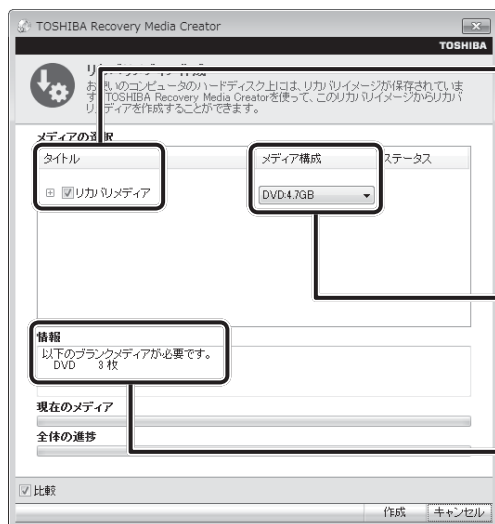 TOSHIBA Recovery Media Creator
TOSHIBA
お使いのコンピュータのハードディスク上には、リカバリイメージが保存されていま
す。TOSHIBA Recovery Media Creatorを使って、このリカバリイメージからリカバ
リメディアを作成することができます。
メディアの選択
タイトル メディア構成 ステータス
リカバリメディア DVD:4.7GB
情報
以下のブランクメディアが必要です。
DVD 3 枚
現在のメディア
全体の進捗
比較
作成 キャンセル